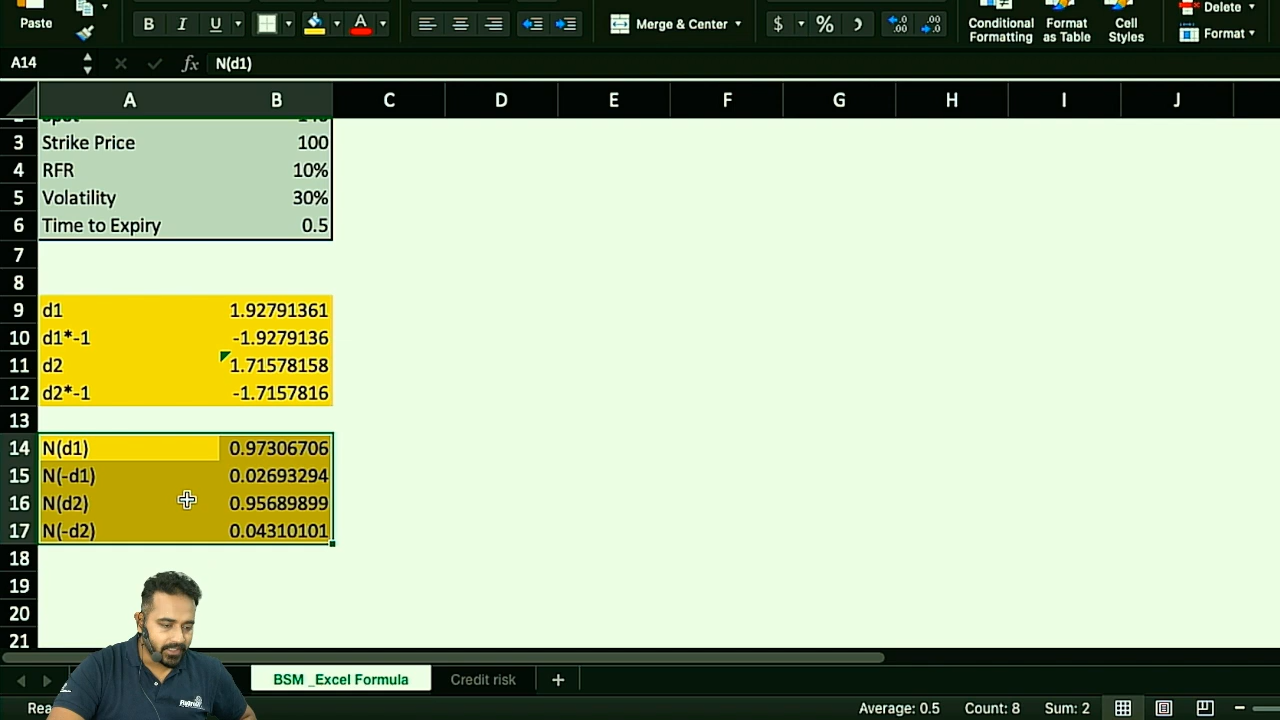 Paste
B I U
Merge & Center
$ % )
Conditional Formatting
Format as Table
Cell Styles
Delete
Format
A14
fx N(d1)
A B C D E F G H I J
3 Strike Price 100
4 RFR 10%
5 Volatility 30%
6 Time to Expiry 0.5
7
8
9 d1 1.92791361
10 d1*-1 -1.9279136
11 d2 1.71578158
12 d2*-1 -1.7157816
13
14 N(d1) 0.97306706
15 N(-d1) 0.02693294
16 N(d2) 0.95689899
17 N(-d2) 0.04310101
18
19
20
21
BSM _Excel Formula Credit risk +
Average: 0.5 Count: 8 Sum: 2